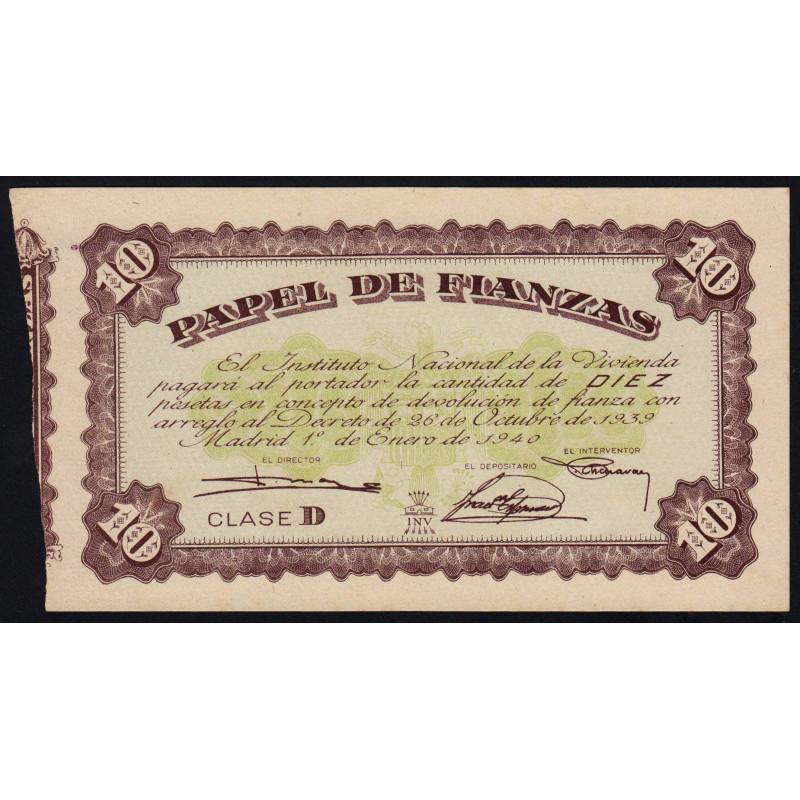 10 10
PAPEL DE FIANZAS
El Instituto Nacional de la Vivienda
pagará al portador la cantidad de DIEZ
pesetas en concepto de devolución de fianza con
arreglo al Decreto de 26 de Octubre de 1939
Madrid 1º de Enero de 1940
EL DIRECTOR EL DEPOSITARIO EL INTERVENTOR
CLASE D INV
10 10